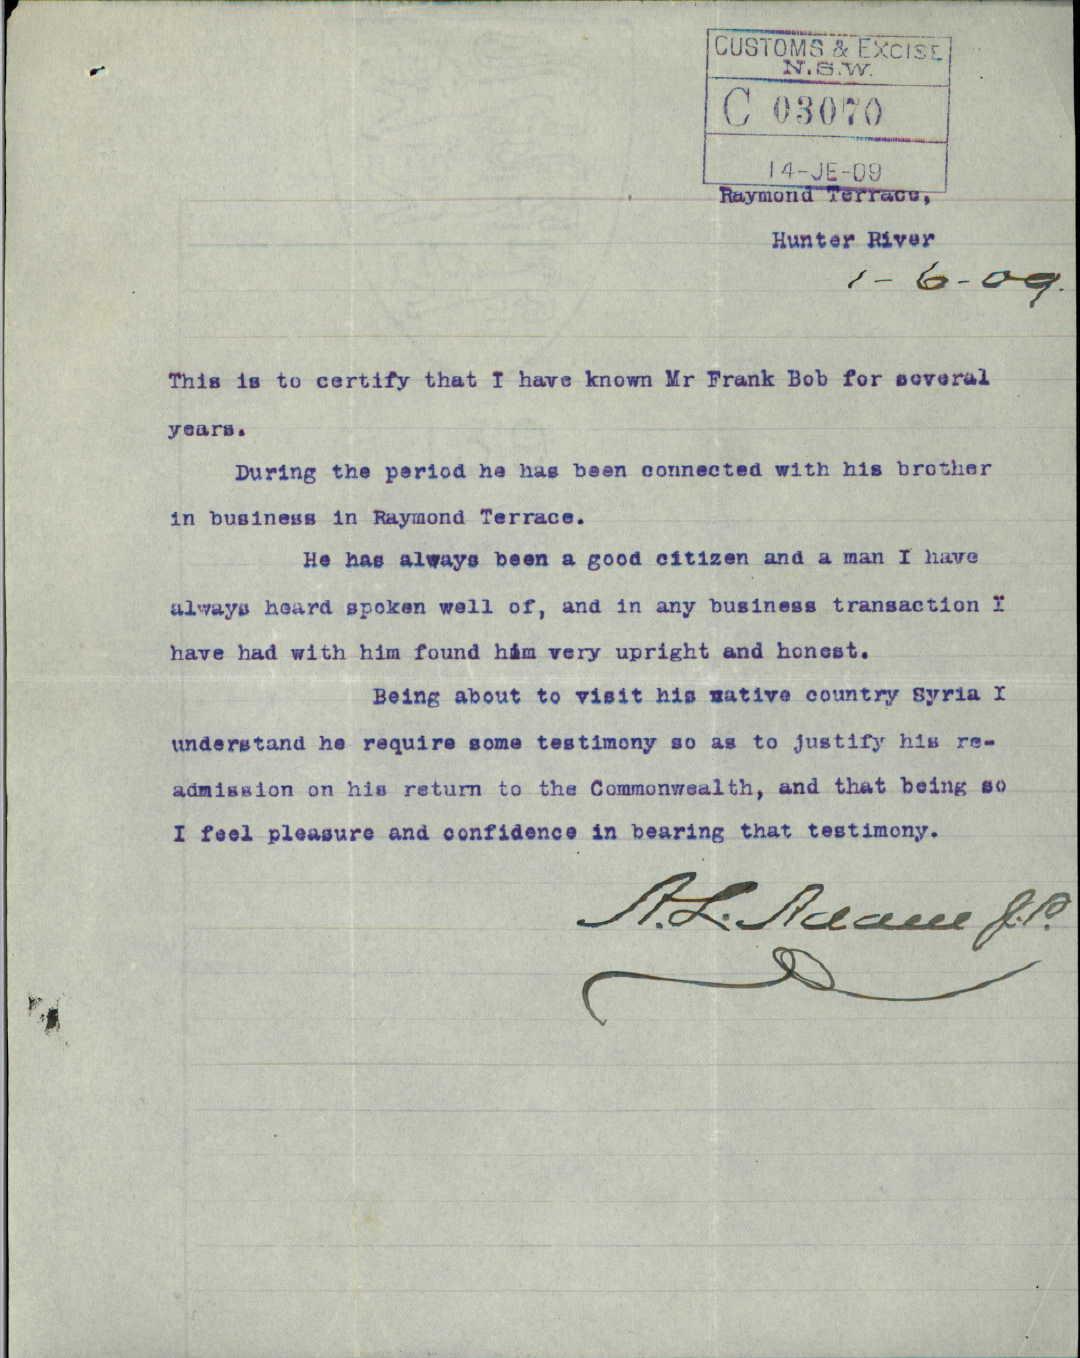 CUSTOMS & EXCISE
N.S.W.
C 03070
14-JE-09
Raymond Terrace,
Hunter River
1-6-09.
This is to certify that I have known Mr Frank Bob for several
years.
During the period he has been connected with his brother
in business in Raymond Terrace.
He has always been a good citizen and a man I have
always heard spoken well of, and in any business transaction I
have had with him found him very upright and honest.
Being about to visit his native country Syria I
understand he require some testimony so as to justify his re-
admission on his return to the Commonwealth, and that being so
I feel pleasure and confidence in bearing that testimony.
A. L. Adam J.P.